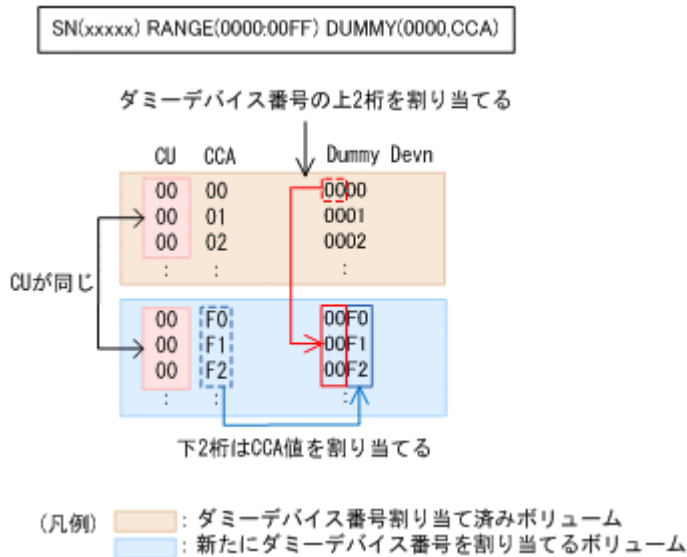 SN(xxxxx) RANGE(0000:00FF) DUMMY(0000,CCA)
ダミーデバイス番号の上2桁を割り当てる
CU CCA Dummy Devn
00 00 0000
00 01 0001
00 02 0002
: : :
CUが同じ
00 F0 00F0
00 F1 00F1
00 F2 00F2
: : :
下2桁はCCA値を割り当てる
(凡例) : ダミーデバイス番号割り当て済みボリューム
: 新たにダミーデバイス番号を割り当てるボリューム